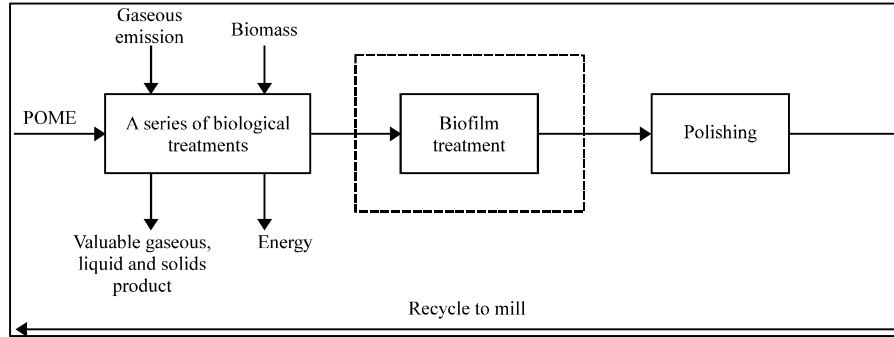 Gaseous
emission
Biomass
POME
A series of biological
treatments
Biofilm
treatment
Polishing
Valuable gaseous,
liquid and solids
product
Energy
Recycle to mill